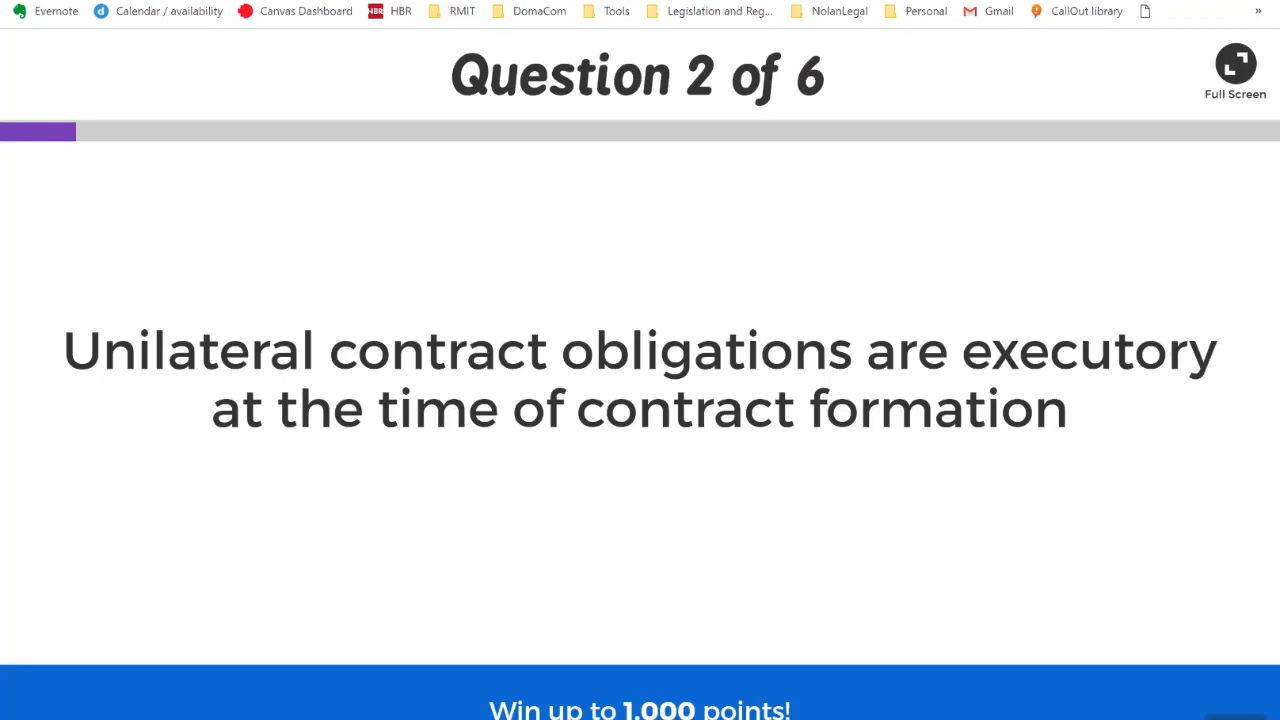 Evernote Calendar / availability Canvas Dashboard HBR HBR RMIT DomaCom Tools Legislation and Reg... NolanLegal Personal Gmail CallOut library »
Question 2 of 6
Full Screen
Unilateral contract obligations are executory
at the time of contract formation
Win up to 1,000 points!